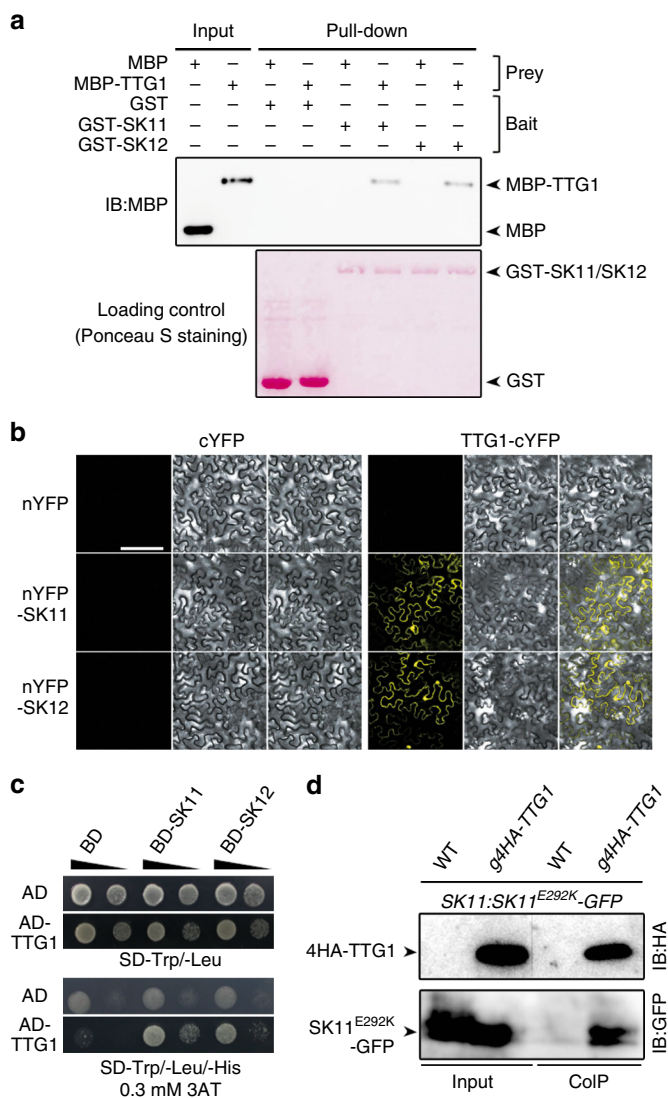 a
Input Pull-down
MBP + – + – + – + –
MBP-TTG1 – + – + – + – +
GST – – + + – – – –
GST-SK11 – – – – + + – –
GST-SK12 – – – – – – + +
Prey
Bait
IB:MBP
MBP-TTG1
MBP
Loading control
(Ponceau S staining)
GST-SK11/SK12
GST
b
cYFP TTG1-cYFP
nYFP
nYFP
-SK11
nYFP
-SK12
c
BD BD-SK11 BD-SK12
AD
AD-
TTG1
SD-Trp/-Leu
AD
AD-
TTG1
SD-Trp/-Leu/-His
0.3 mM 3AT
d
WT g4HA-TTG1 WT g4HA-TTG1
SK11:SK11E292K-GFP
4HA-TTG1
IB:HA
SK11E292K
-GFP
IB:GFP
Input CoIP